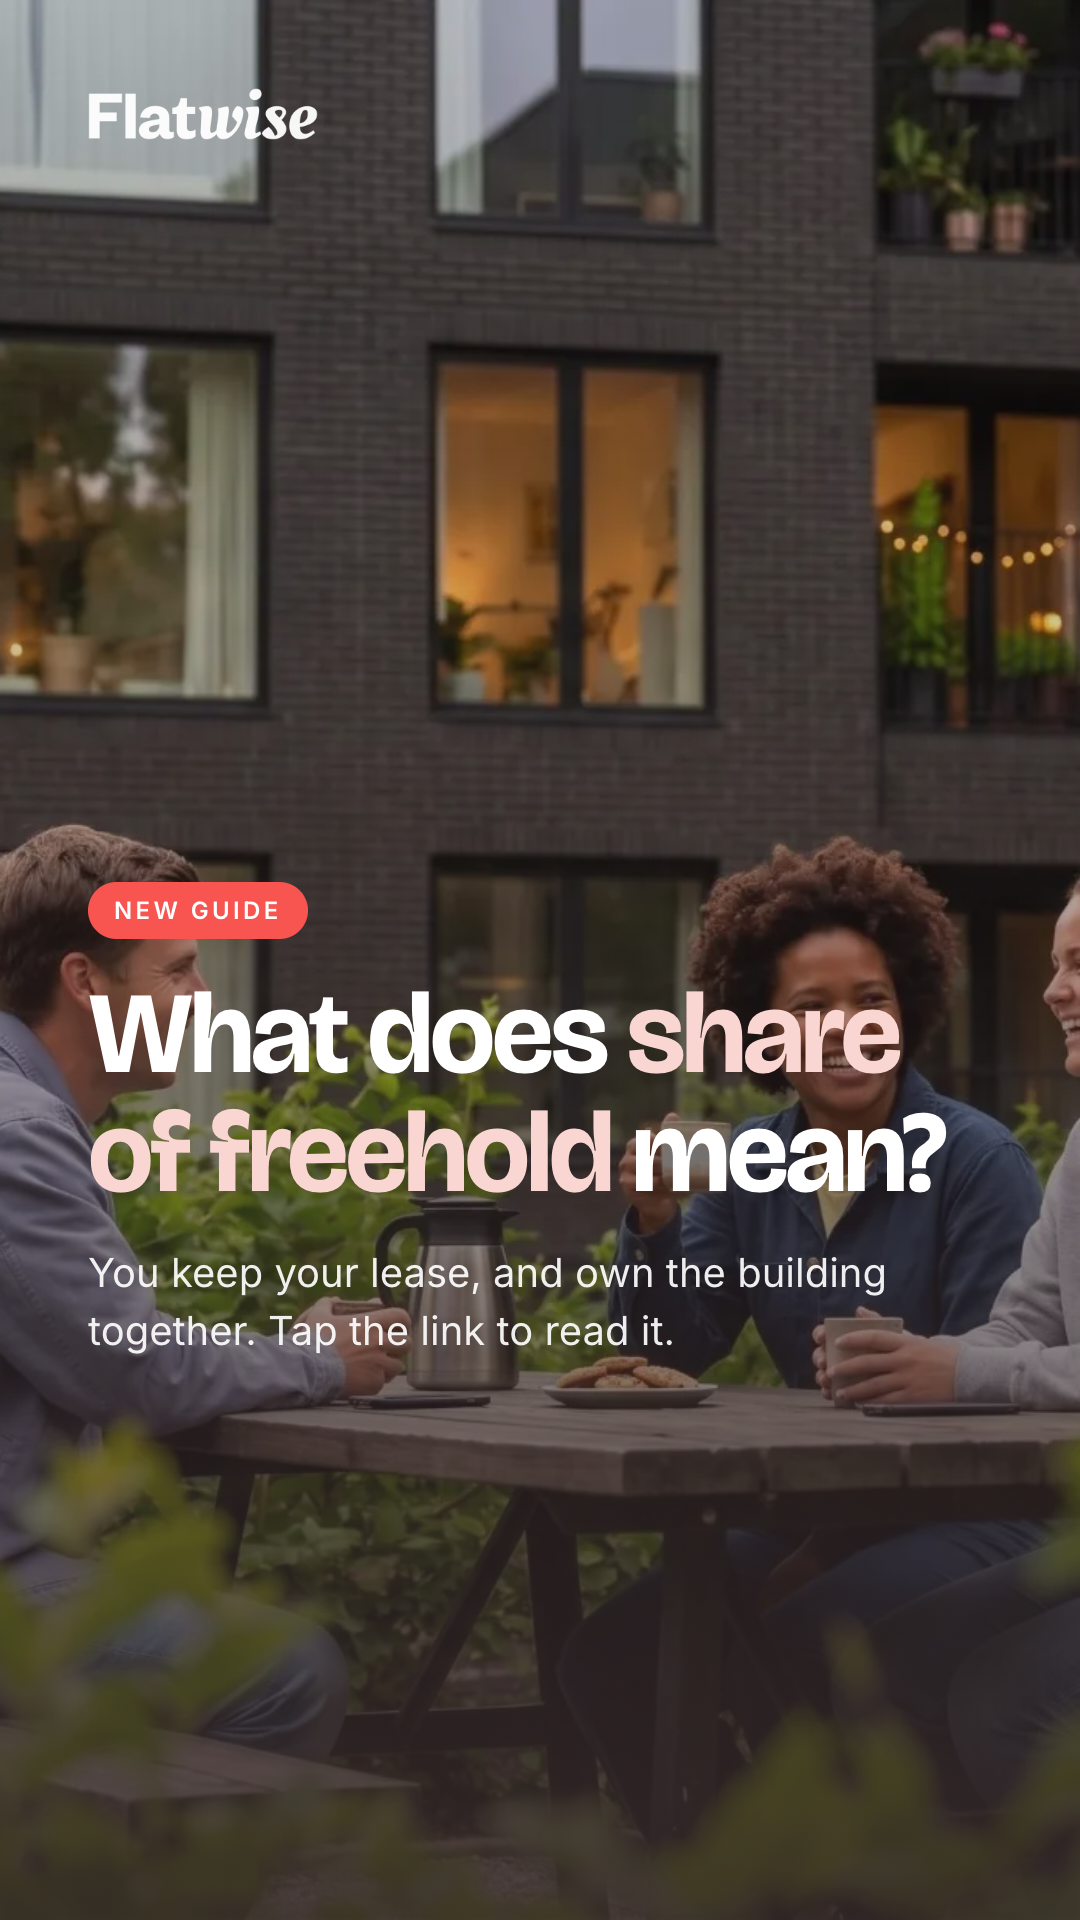 Flatwise
NEW GUIDE
What does share
of freehold mean?
You keep your lease, and own the building
together. Tap the link to read it.